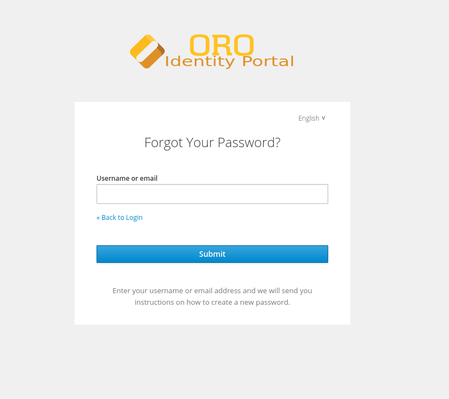 ORO
Identity Portal
English ∨
Forgot Your Password?
Username or email
« Back to Login
Submit
Enter your username or email address and we will send you
instructions on how to create a new password.